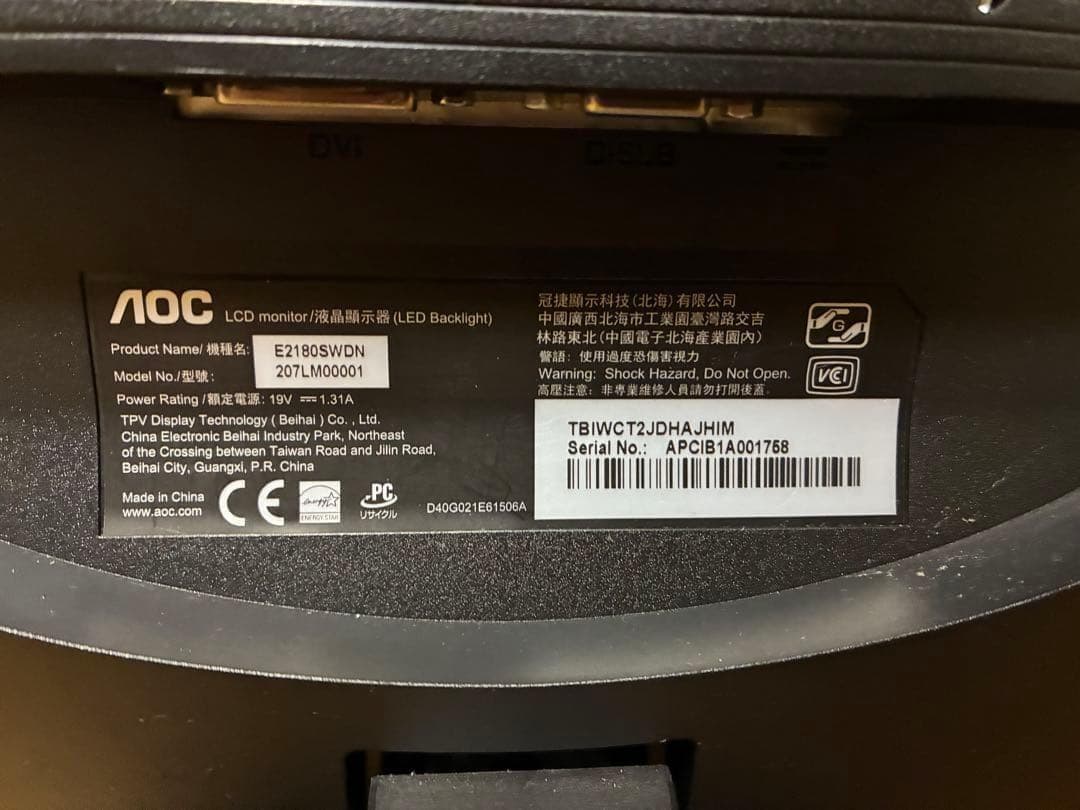 DVI
D-SUB
AOC LCD monitor/液晶顯示器 (LED Backlight)
Product Name/ 機種名: E2180SWDN
Model No./型號: 207LM00001
Power Rating /額定電源: 19V ⎓ 1.31A
TPV Display Technology ( Beihai ) Co. , Ltd.
China Electronic Beihai Industry Park, Northeast
of the Crossing between Taiwan Road and Jilin Road,
Beihai City, Guangxi, P.R. China
Made in China
www.aoc.com
CE
energy
ENERGY STAR
PC
リサイクル
D40G021E61506A
冠捷顯示科技(北海)有限公司
中國廣西北海市工業園臺灣路交吉
林路東北(中國電子北海產業園內)
警語: 使用過度恐傷害視力
Warning: Shock Hazard, Do Not Open.
高壓注意: 非專業維修人員請勿打開後蓋.
G
VCI
TBIWCT2JDHAJHIM
Serial No.: APCIB1A001758